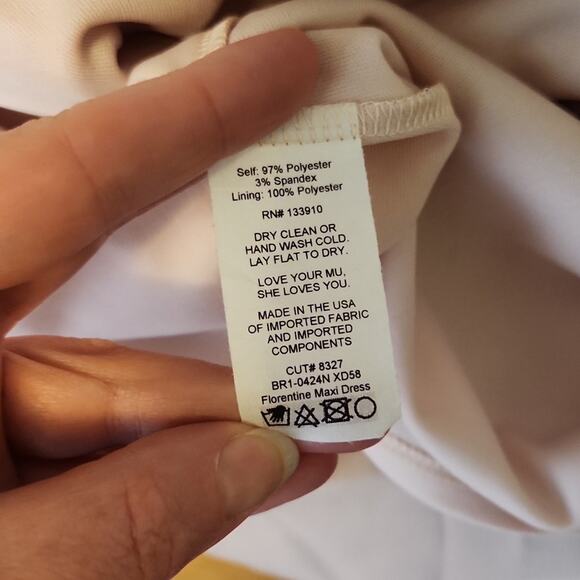 Self: 97% Polyester
3% Spandex
Lining: 100% Polyester
RN# 133910
DRY CLEAN OR
HAND WASH COLD.
LAY FLAT TO DRY.
LOVE YOUR MU,
SHE LOVES YOU.
MADE IN THE USA
OF IMPORTED FABRIC
AND IMPORTED
COMPONENTS
CUT# 8327
BR1-0424N XD58
Florentine Maxi Dress